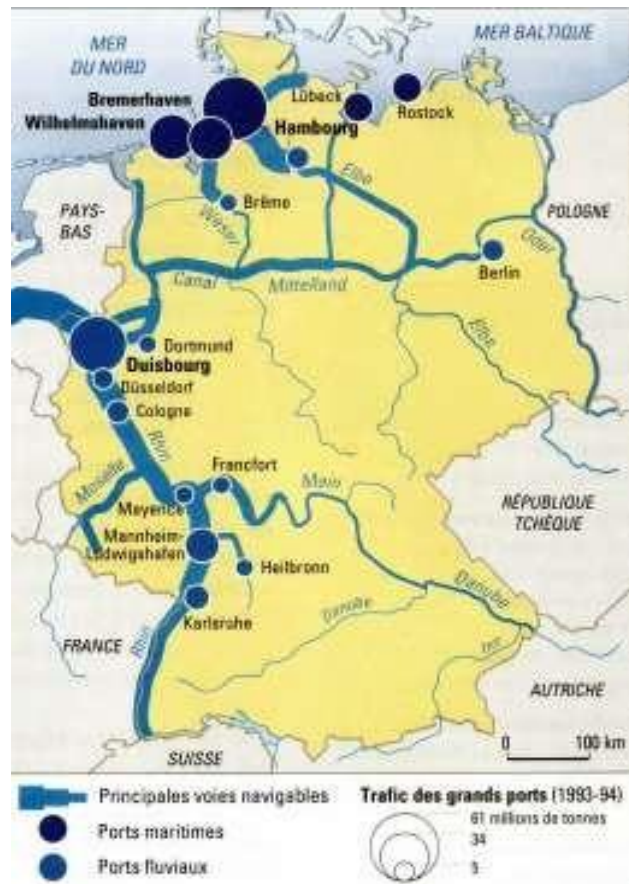 MER
DU NORD
MER BALTIQUE
Bremerhaven
Wilhelmshaven
Lübeck
Rostock
Hambourg
Elbe
PAYS-
BAS
Brême
Weser
POLOGNE
Oder
Berlin
Canal Mittelland
Elbe
Dortmund
Duisbourg
Düsseldorf
Cologne
Rhin
Francfort
Moselle
Main
Mayence
RÉPUBLIQUE
TCHÈQUE
Mannheim-
Ludwigshafen
Heilbronn
Danube
Danube
Karlsruhe
FRANCE
Rhin
Inn
AUTRICHE
SUISSE
0 100 km
Principales voies navigables
Ports maritimes
Ports fluviaux
Trafic des grands ports (1993-94)
61 millions de tonnes
34